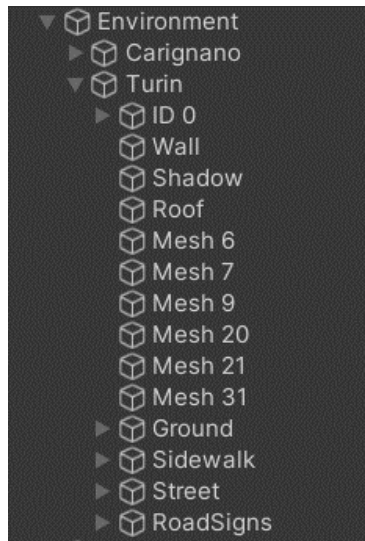 Environment
Carignano
Turin
ID 0
Wall
Shadow
Roof
Mesh 6
Mesh 7
Mesh 9
Mesh 20
Mesh 21
Mesh 31
Ground
Sidewalk
Street
RoadSigns